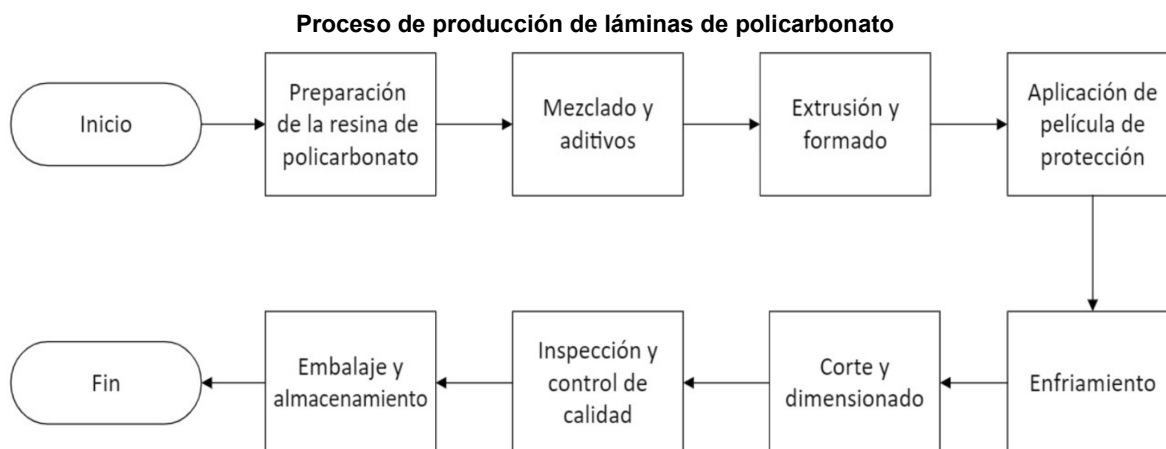 Proceso de producción de láminas de policarbonato
Inicio
Preparación
de la resina de
policarbonato
Mezclado y
aditivos
Extrusión y
formado
Aplicación de
película de
protección
Enfriamiento
Corte y
dimensionado
Inspección y
control de
calidad
Embalaje y
almacenamiento
Fin